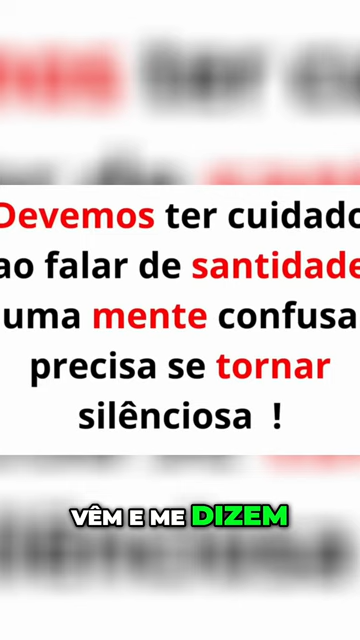 Devemos ter cuidado
ao falar de santidade
uma mente confusa
precisa se tornar
silênciosa !
VÊM E ME DIZEM